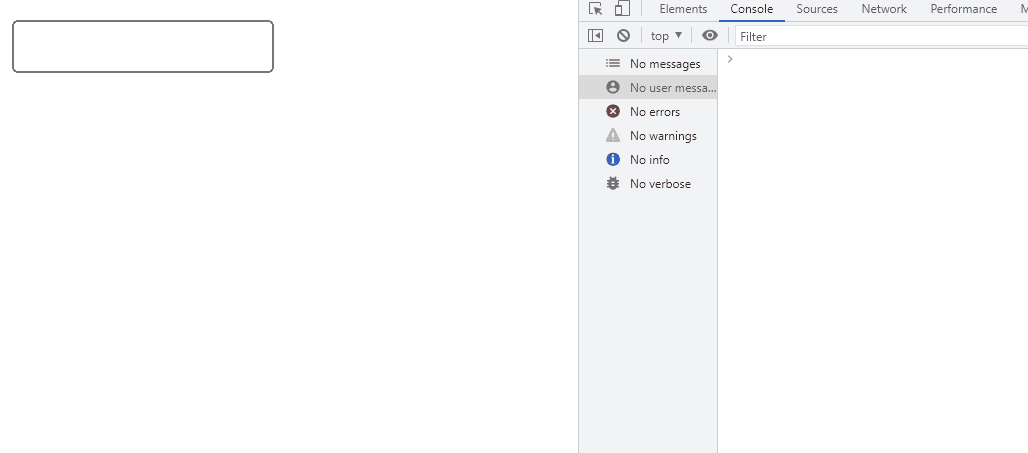 Elements Console Sources Network Performance M
top Filter
No messages
No user messa...
No errors
No warnings
No info
No verbose